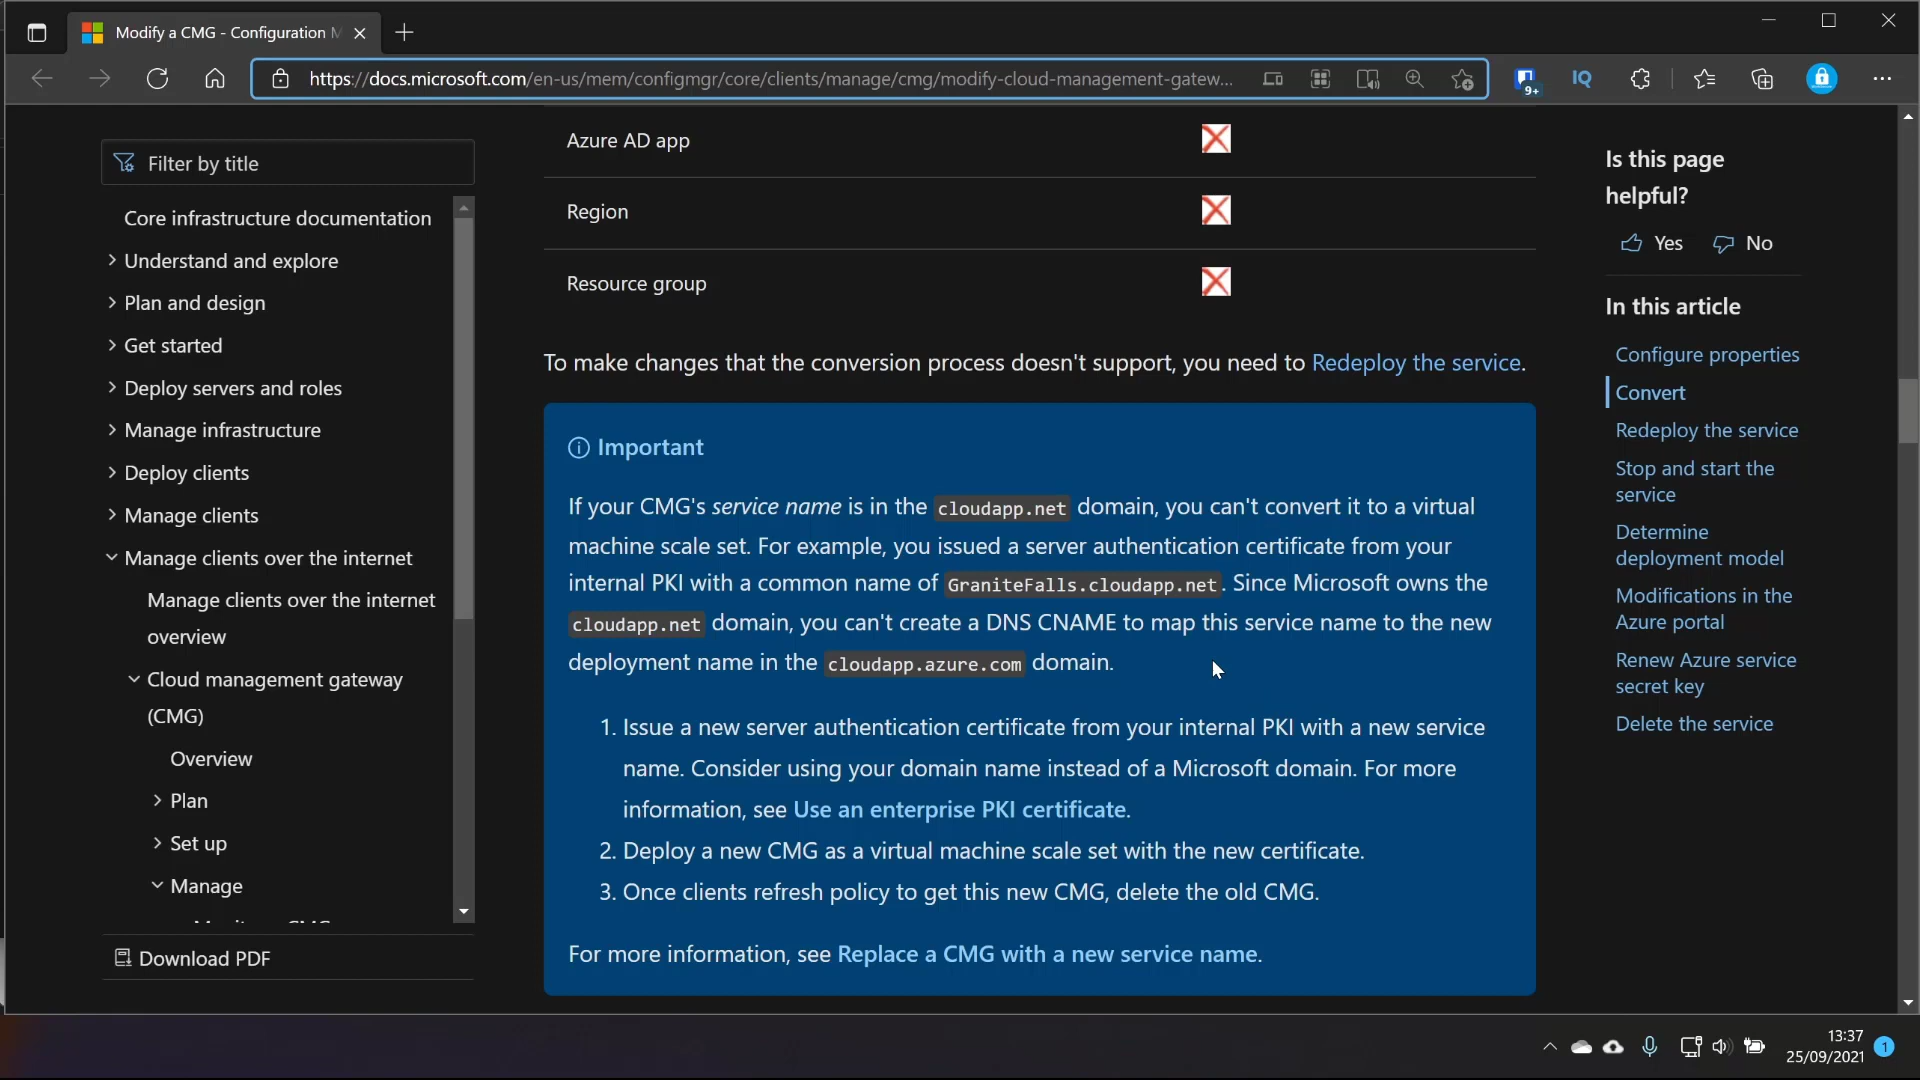 Modify a CMG - Configuration M
https://docs.microsoft.com/en-us/mem/configmgr/core/clients/manage/cmg/modify-cloud-management-gatew...
9+
IQ
Filter by title
Core infrastructure documentation
Understand and explore
Plan and design
Get started
Deploy servers and roles
Manage infrastructure
Deploy clients
Manage clients
Manage clients over the internet
Manage clients over the internet
overview
Cloud management gateway
(CMG)
Overview
Plan
Set up
Manage
Download PDF
Azure AD app
Region
Resource group
To make changes that the conversion process doesn't support, you need to Redeploy the service.
Important
If your CMG's service name is in the cloudapp.net domain, you can't convert it to a virtual
machine scale set. For example, you issued a server authentication certificate from your
internal PKI with a common name of GraniteFalls.cloudapp.net. Since Microsoft owns the
cloudapp.net domain, you can't create a DNS CNAME to map this service name to the new
deployment name in the cloudapp.azure.com domain.
1. Issue a new server authentication certificate from your internal PKI with a new service
name. Consider using your domain name instead of a Microsoft domain. For more
information, see Use an enterprise PKI certificate.
2. Deploy a new CMG as a virtual machine scale set with the new certificate.
3. Once clients refresh policy to get this new CMG, delete the old CMG.
For more information, see Replace a CMG with a new service name.
Is this page
helpful?
Yes No
In this article
Configure properties
Convert
Redeploy the service
Stop and start the
service
Determine
deployment model
Modifications in the
Azure portal
Renew Azure service
secret key
Delete the service
13:37
25/09/2021
1